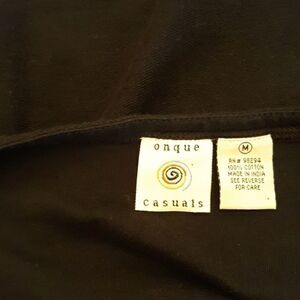 onque
casuals
M
RN# 98294
100% COTTON
MADE IN INDIA
SEE REVERSE
FOR CARE